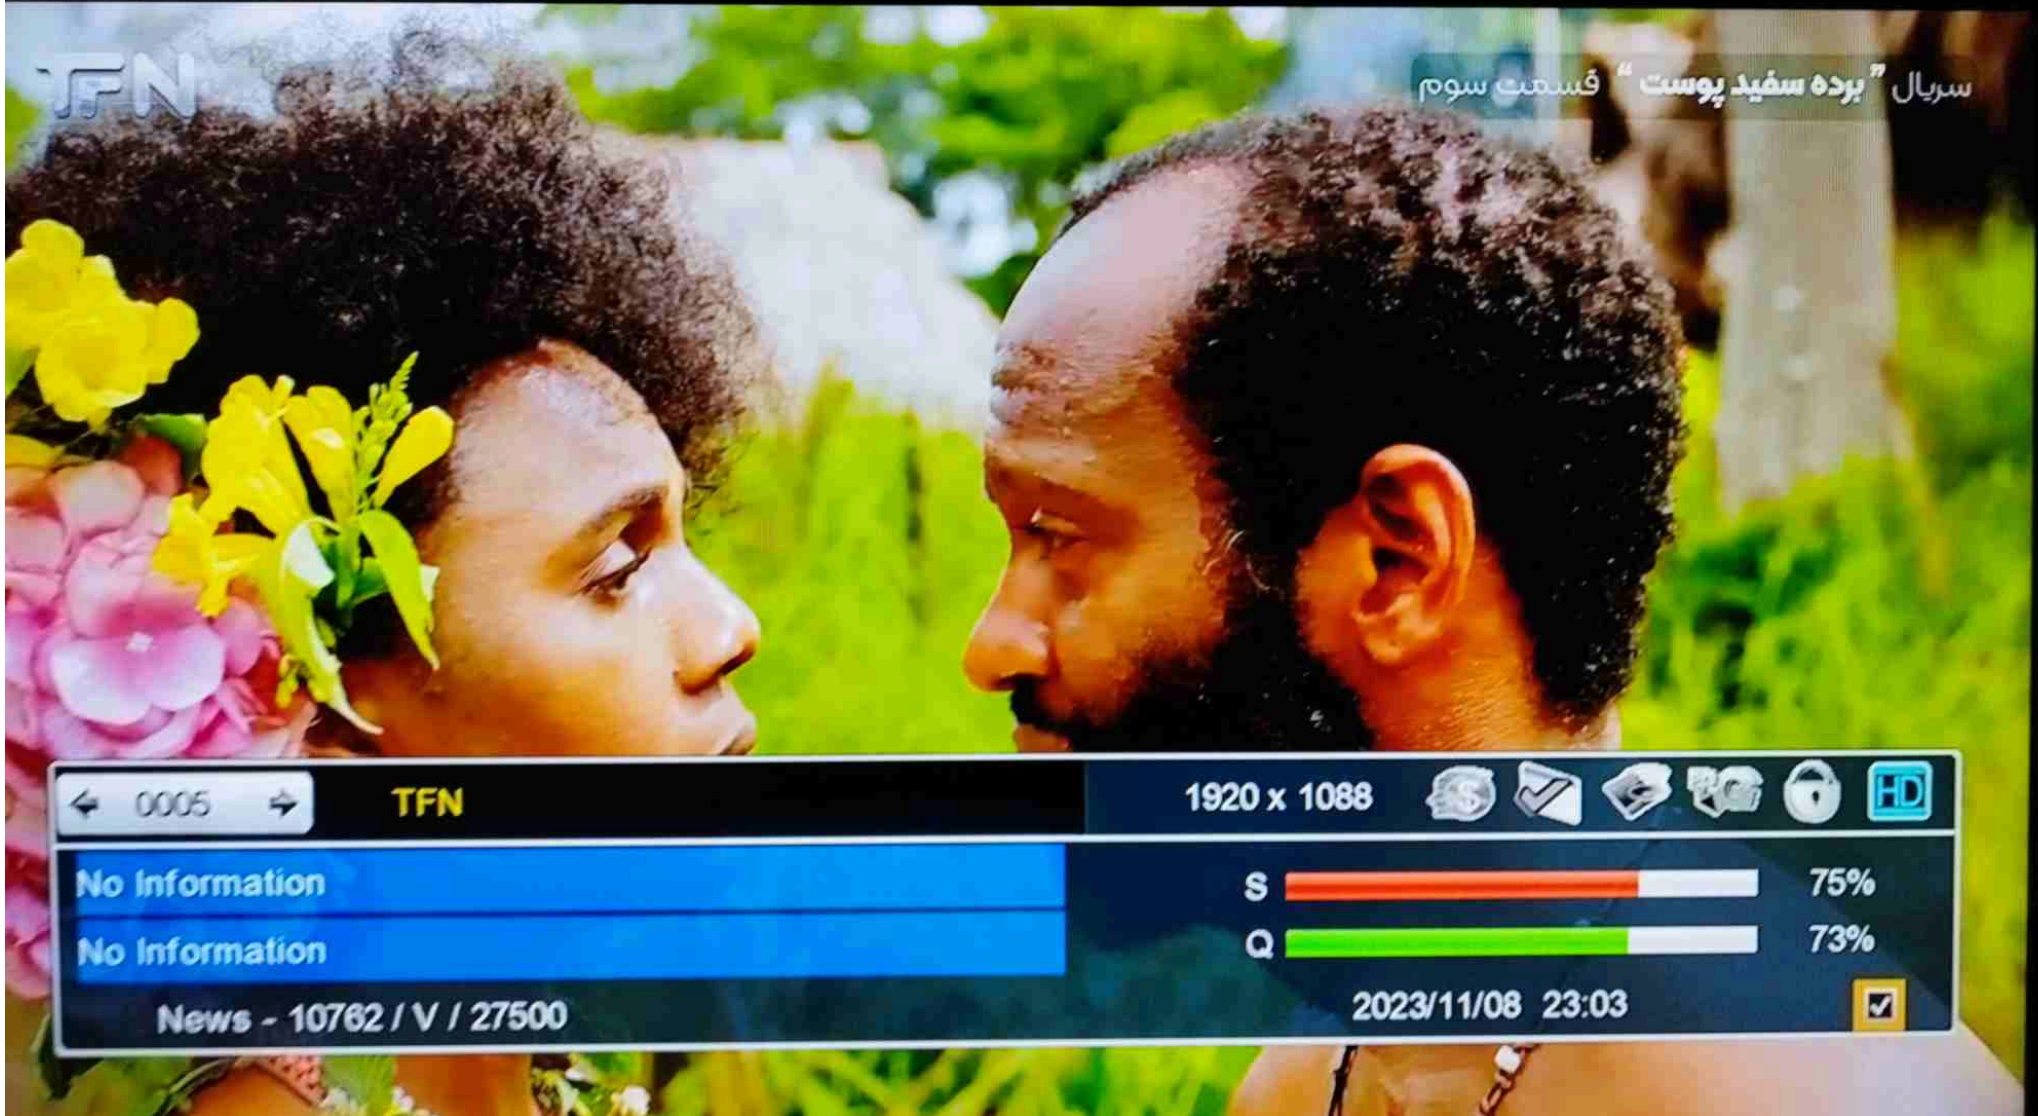 TFN
سریال ”برده سفید پوست“ قسمت سوم
0005 TFN 1920 x 1088 HD
No Information
S 75%
No Information
Q 73%
News - 10762 / V / 27500
2023/11/08 23:03